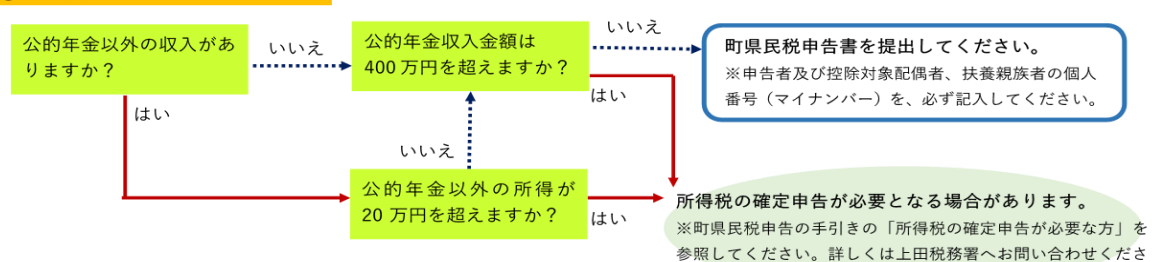 公的年金以外の収入があ
りますか？
いいえ
はい
公的年金収入金額は
400万円を超えますか？
いいえ
はい
町県民税申告書を提出してください。
※申告者及び控除対象配偶者、扶養親族者の個人
番号（マイナンバー）を、必ず記入してください。
いいえ
公的年金以外の所得が
20万円を超えますか？
はい
所得税の確定申告が必要となる場合があります。
※町県民税申告の手引きの「所得税の確定申告が必要な方」を
参照してください。詳しくは上田税務署へお問い合わせくださ